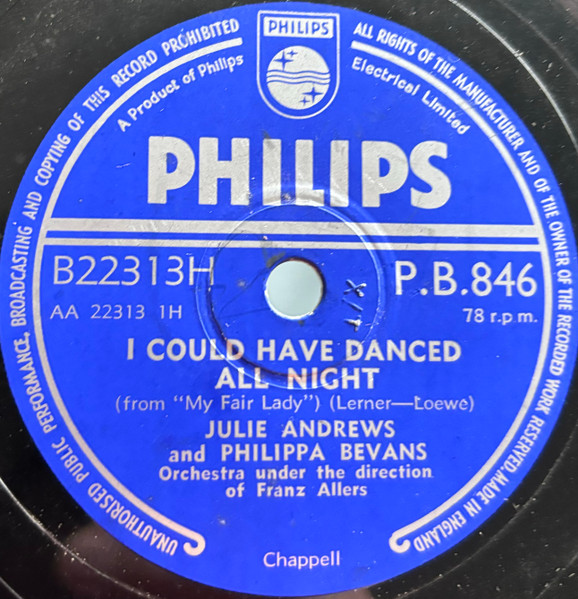 UNAUTHORISED PUBLIC PERFORMANCE, BROADCASTING AND COPYING OF THIS RECORD PROHIBITED
ALL RIGHTS OF THE MANUFACTURER AND OF THE OWNER OF THE RECORDED WORK RESERVED. MADE IN ENGLAND
PHILIPS
A Product of Philips
Electrical Limited
PHILIPS
B22313H
P.B.846
AA 22313 1H
78 r.p.m.
I COULD HAVE DANCED
ALL NIGHT
(from "My Fair Lady") (Lerner—Loewe)
JULIE ANDREWS
and PHILIPPA BEVANS
Orchestra under the direction
of Franz Allers
Chappell